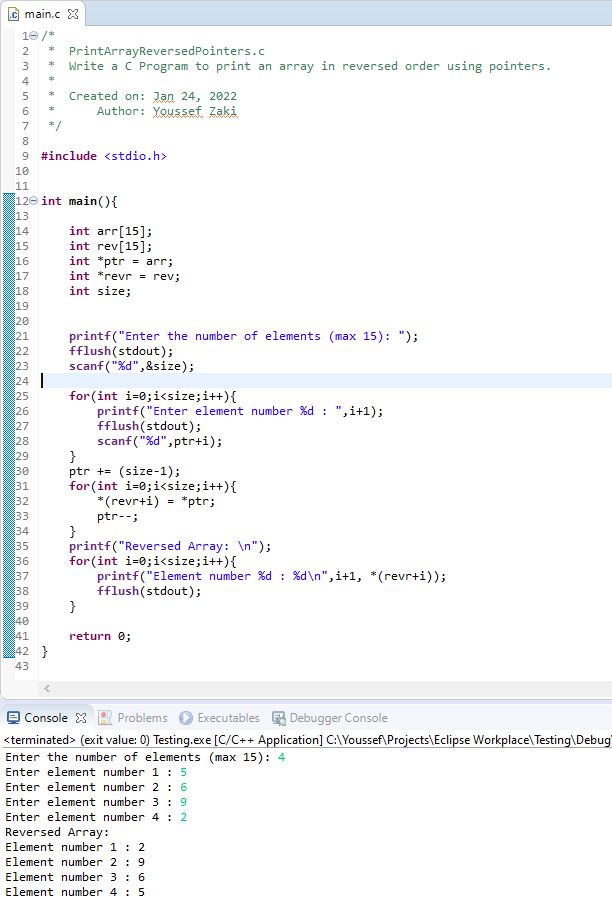 main.c
1 /*
2  *  PrintArrayReversedPointers.c
3  *  Write a C Program to print an array in reversed order using pointers.
4  *
5  *  Created on: Jan 24, 2022
6  *      Author: Youssef Zaki
7  */
8
9 #include <stdio.h>
10
11
12 int main(){
13
14     int arr[15];
15     int rev[15];
16     int *ptr = arr;
17     int *revr = rev;
18     int size;
19
20
21     printf("Enter the number of elements (max 15): ");
22     fflush(stdout);
23     scanf("%d",&size);
24
25     for(int i=0;i<size;i++){
26         printf("Enter element number %d : ",i+1);
27         fflush(stdout);
28         scanf("%d",ptr+i);
29     }
30     ptr += (size-1);
31     for(int i=0;i<size;i++){
32         *(revr+i) = *ptr;
33         ptr--;
34     }
35     printf("Reversed Array: \n");
36     for(int i=0;i<size;i++){
37         printf("Element number %d : %d\n",i+1, *(revr+i));
38         fflush(stdout);
39     }
40
41     return 0;
42 }
43
Console Problems Executables Debugger Console
<terminated> (exit value: 0) Testing.exe [C/C++ Application] C:\Youssef\Projects\Eclipse Workplace\Testing\Debug\
Enter the number of elements (max 15): 4
Enter element number 1 : 5
Enter element number 2 : 6
Enter element number 3 : 9
Enter element number 4 : 2
Reversed Array:
Element number 1 : 2
Element number 2 : 9
Element number 3 : 6
Element number 4 : 5